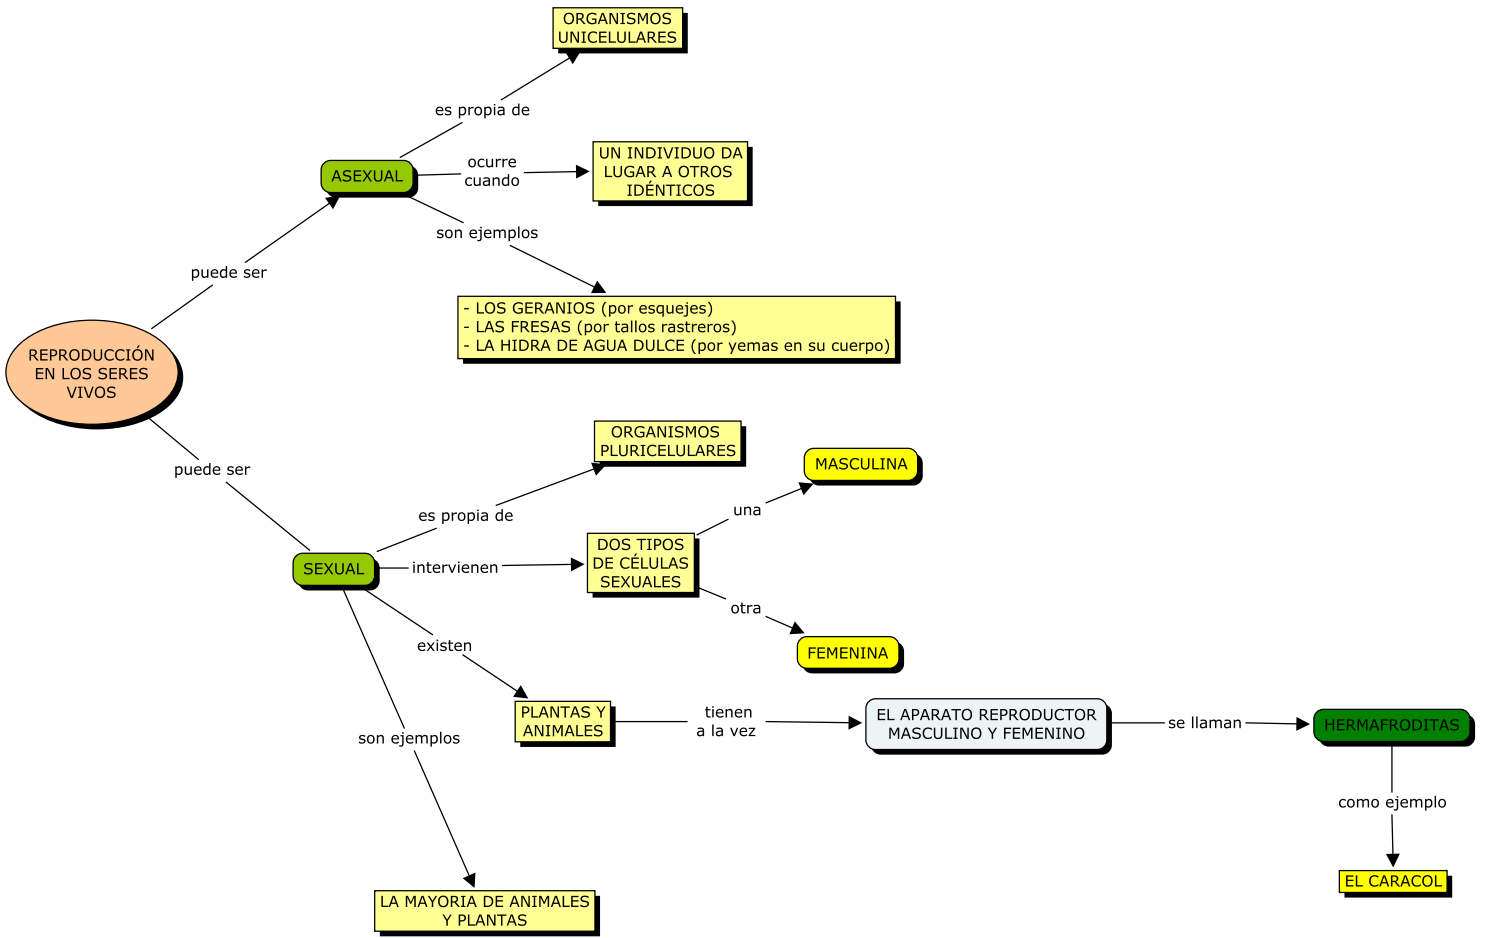 ORGANISMOS
UNICELULARES
es propia de
ASEXUAL
ocurre
cuando
UN INDIVIDUO DA
LUGAR A OTROS
IDÉNTICOS
son ejemplos
puede ser
- LOS GERANIOS (por esquejes)
- LAS FRESAS (por tallos rastreros)
- LA HIDRA DE AGUA DULCE (por yemas en su cuerpo)
REPRODUCCIÓN
EN LOS SERES
VIVOS
puede ser
SEXUAL
es propia de
ORGANISMOS
PLURICELULARES
intervienen
DOS TIPOS
DE CÉLULAS
SEXUALES
una
MASCULINA
otra
FEMENINA
existen
PLANTAS Y
ANIMALES
tienen
a la vez
EL APARATO REPRODUCTOR
MASCULINO Y FEMENINO
se llaman
HERMAFRODITAS
como ejemplo
EL CARACOL
son ejemplos
LA MAYORIA DE ANIMALES
Y PLANTAS